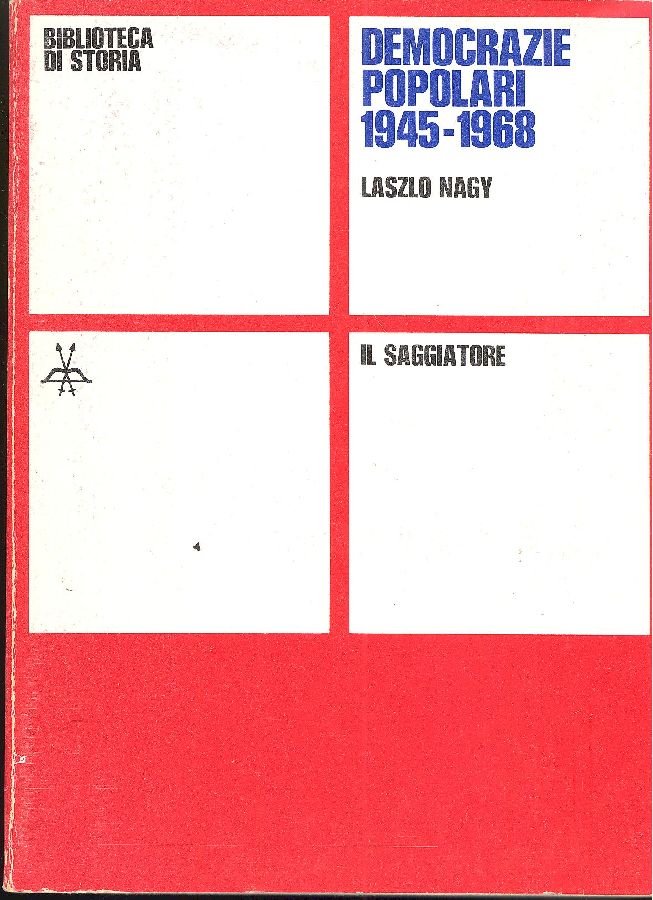 BIBLIOTECA
DI STORIA
DEMOCRAZIE
POPOLARI
1945-1968
LASZLO NAGY
IL SAGGIATORE